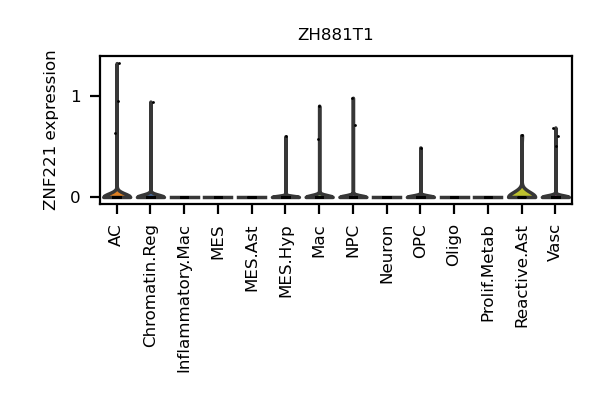 ZH881T1
ZNF221 expression
1
0
AC
Chromatin.Reg
Inflammatory.Mac
MES
MES.Ast
MES.Hyp
Mac
NPC
Neuron
OPC
Oligo
Prolif.Metab
Reactive.Ast
Vasc